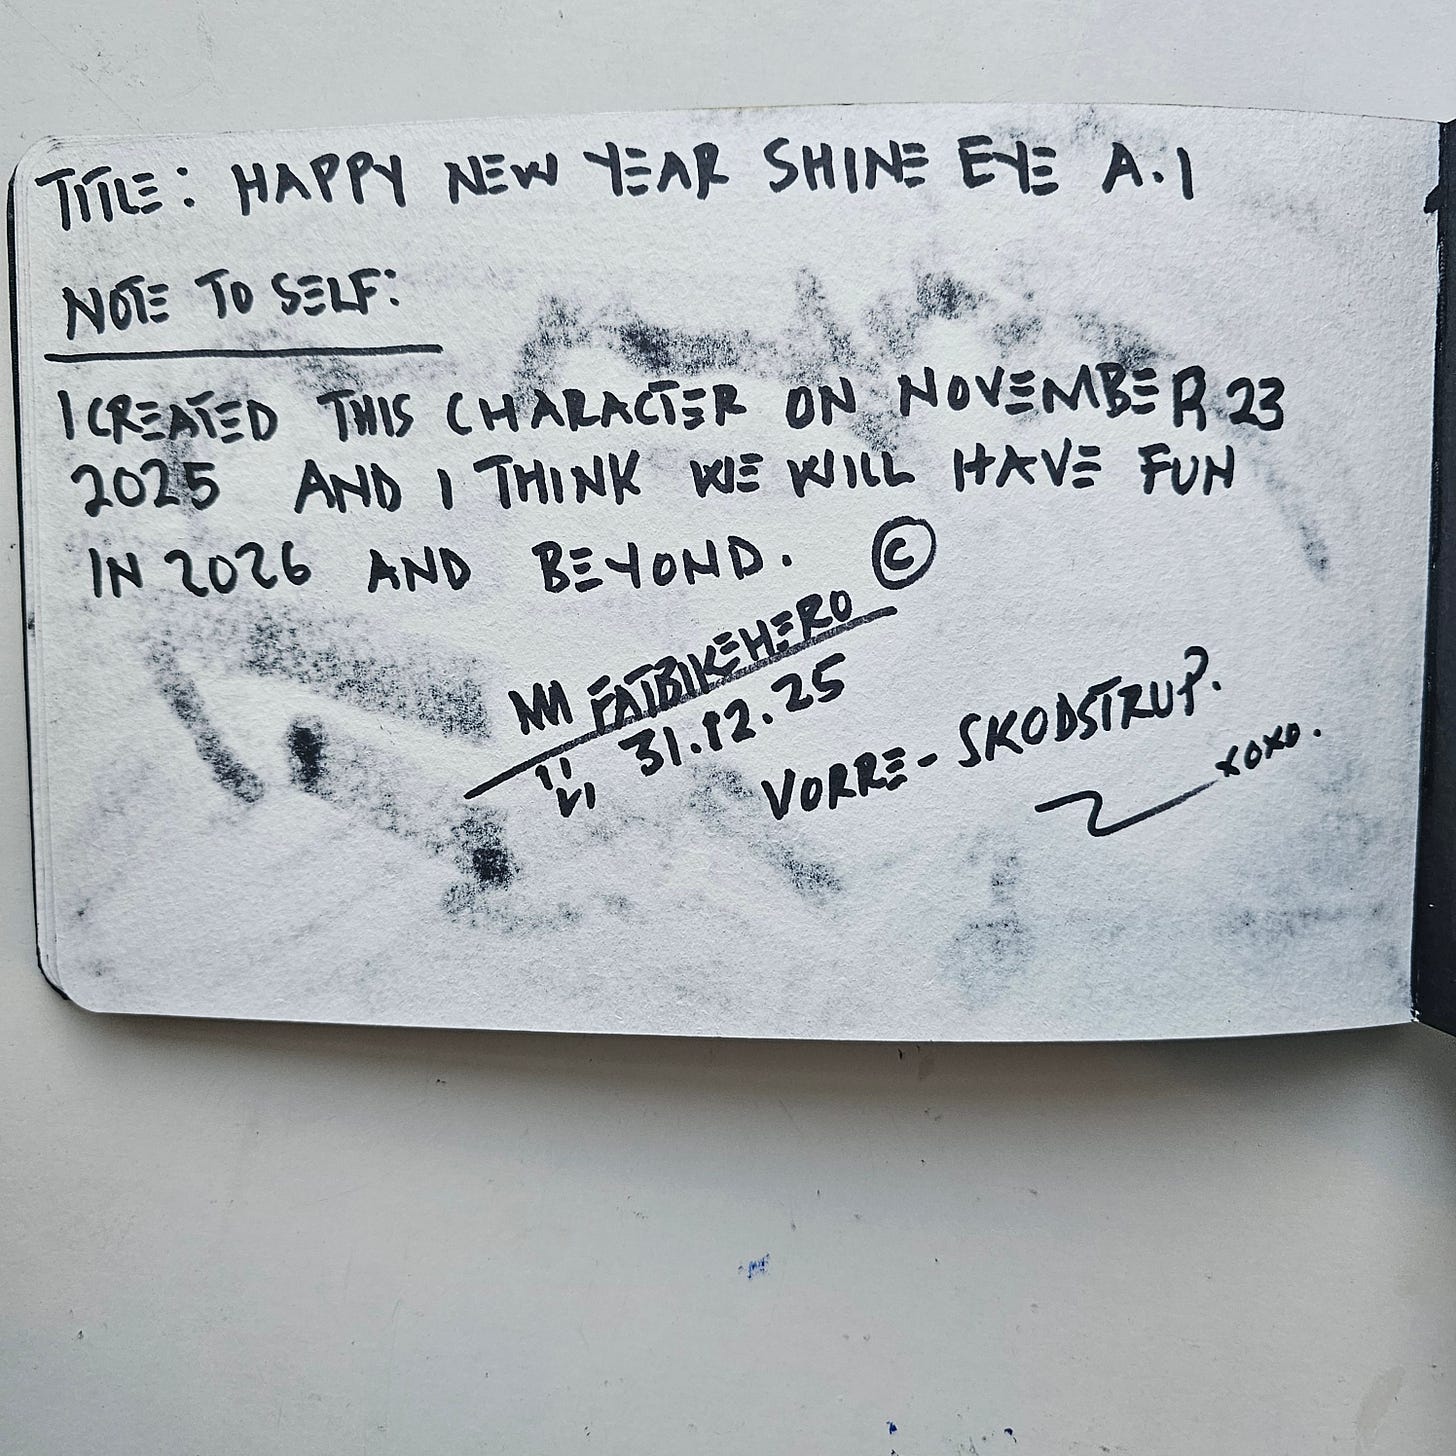 TITLE: HAPPY NEW YEAR SHINE EYE A.I
NOTE TO SELF:
I CREATED THIS CHARACTER ON NOVEMBER 23
2025 AND I THINK WE WILL HAVE FUN
IN 2026 AND BEYOND. ©
FATBIKEHERO
31.12.25
VORRE-SKODSTRUP.
XOXO.